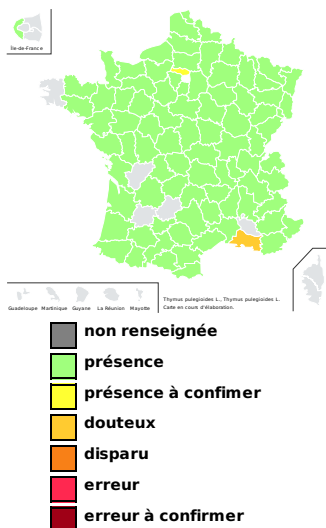 Île-de-France
Guadeloupe Martinique Guyane La Réunion Mayotte
Thymus pulegioides L., Thymus pulegioides L.
Carte en cours d'élaboration.
non renseignée
présence
présence à confimer
douteux
disparu
erreur
erreur à confirmer